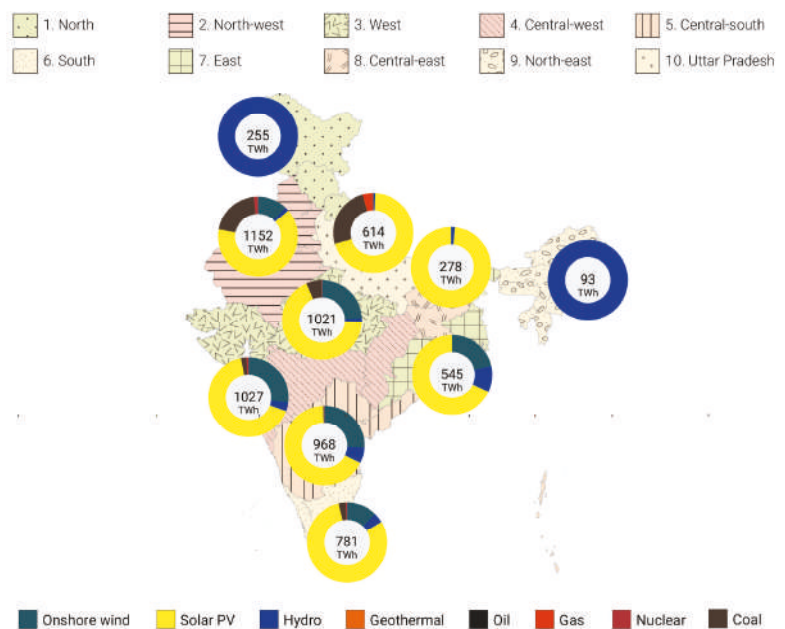 1. North 2. North-west 3. West 4. Central-west 5. Central-south
6. South 7. East 8. Central-east 9. North-east 10. Uttar Pradesh
255
TWh
1152
TWh
614
TWh
278
TWh
93
TWh
1021
TWh
1027
TWh
545
TWh
968
TWh
781
TWh
Onshore wind Solar PV Hydro Geothermal Oil Gas Nuclear Coal